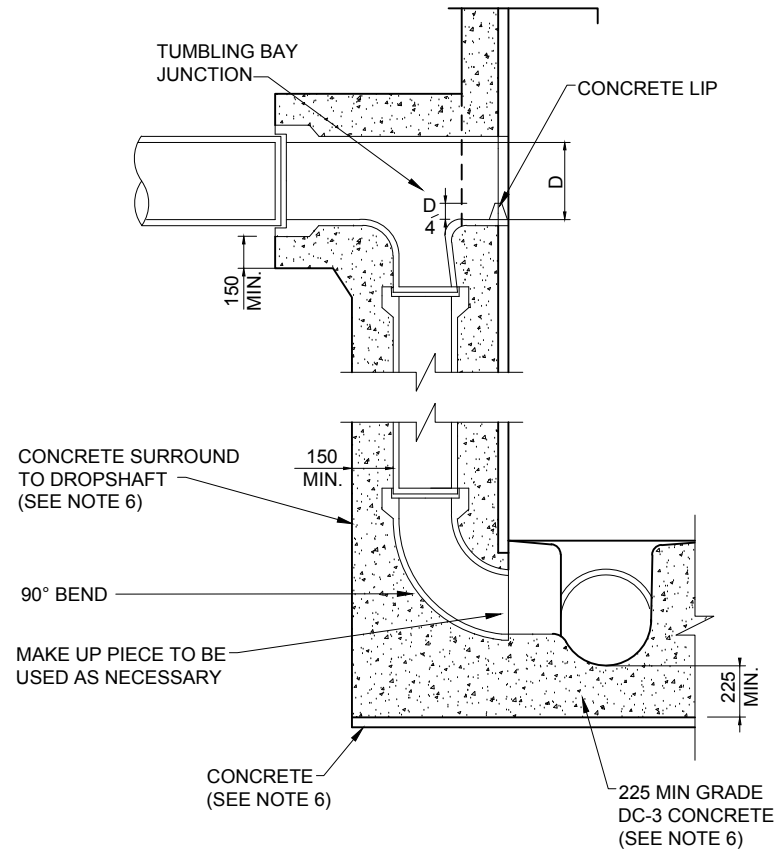 TUMBLING BAY
JUNCTION
CONCRETE LIP
D
D
4
150
MIN.
CONCRETE SURROUND
TO DROPSHAFT
(SEE NOTE 6)
150
MIN.
90° BEND
MAKE UP PIECE TO BE
USED AS NECESSARY
225
MIN.
CONCRETE
(SEE NOTE 6)
225 MIN GRADE
DC-3 CONCRETE
(SEE NOTE 6)